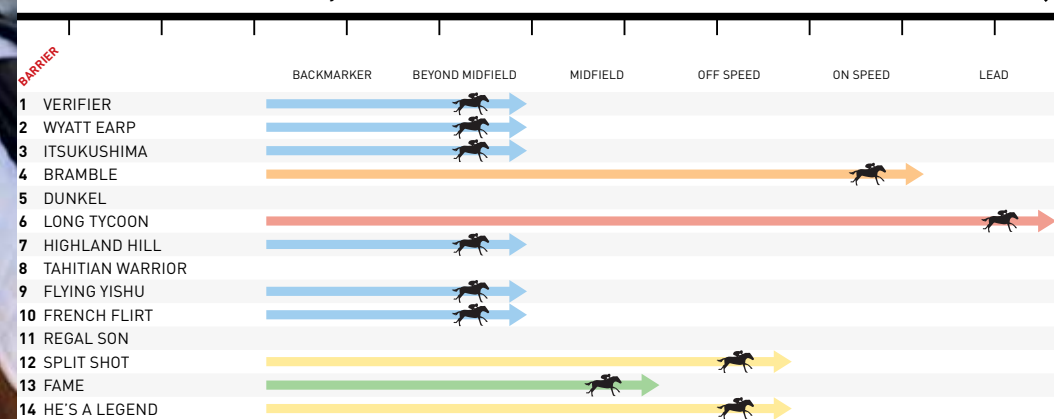 BARRIER
BACKMARKER BEYOND MIDFIELD MIDFIELD OFF SPEED ON SPEED LEAD
1 VERIFIER
2 WYATT EARP
3 ITSUKUSHIMA
4 BRAMBLE
5 DUNKEL
6 LONG TYCOON
7 HIGHLAND HILL
8 TAHITIAN WARRIOR
9 FLYING YISHU
10 FRENCH FLIRT
11 REGAL SON
12 SPLIT SHOT
13 FAME
14 HE'S A LEGEND